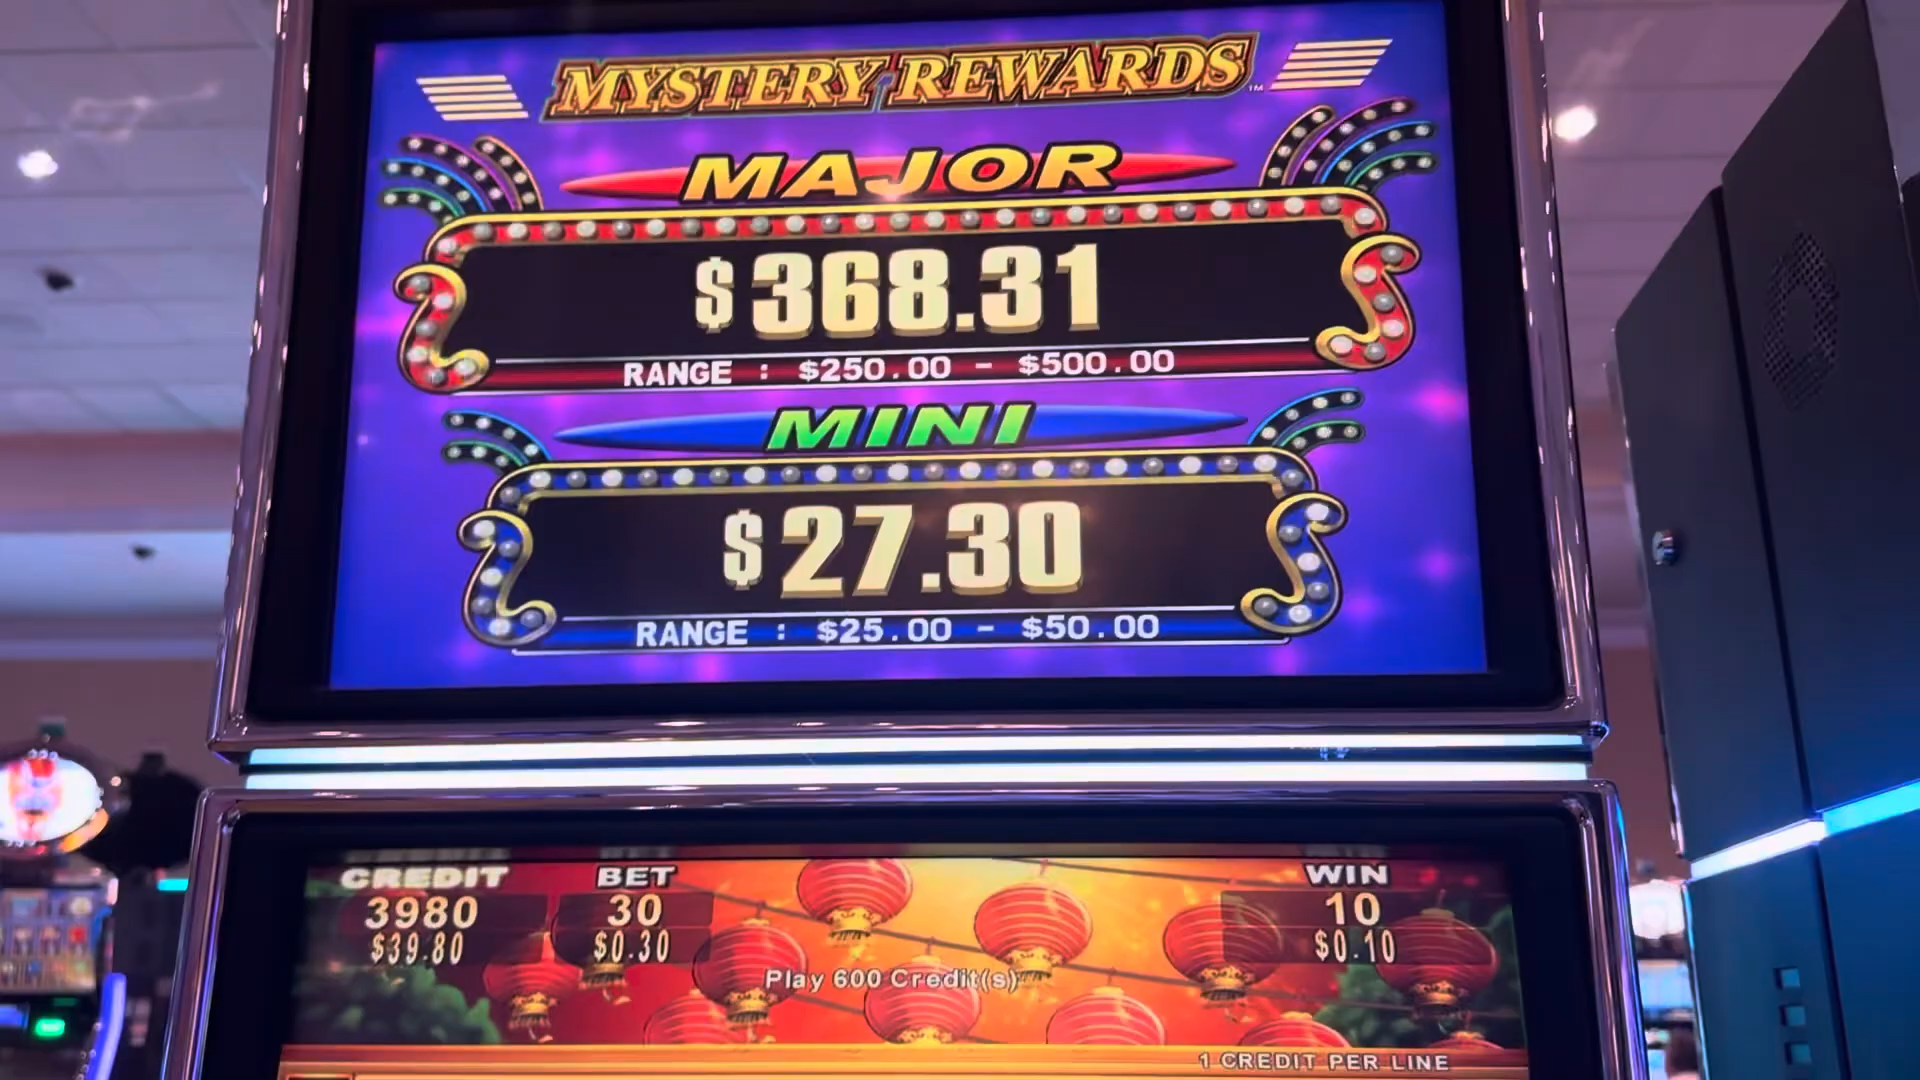 MYSTERY REWARDS™
MAJOR
$368.31
RANGE : $250.00 - $500.00
MINI
$27.30
RANGE : $25.00 - $50.00
CREDIT BET WIN
3980 30 10
$39.80 $0.30 $0.10
Play 600 Credit(s)
1 CREDIT PER LINE